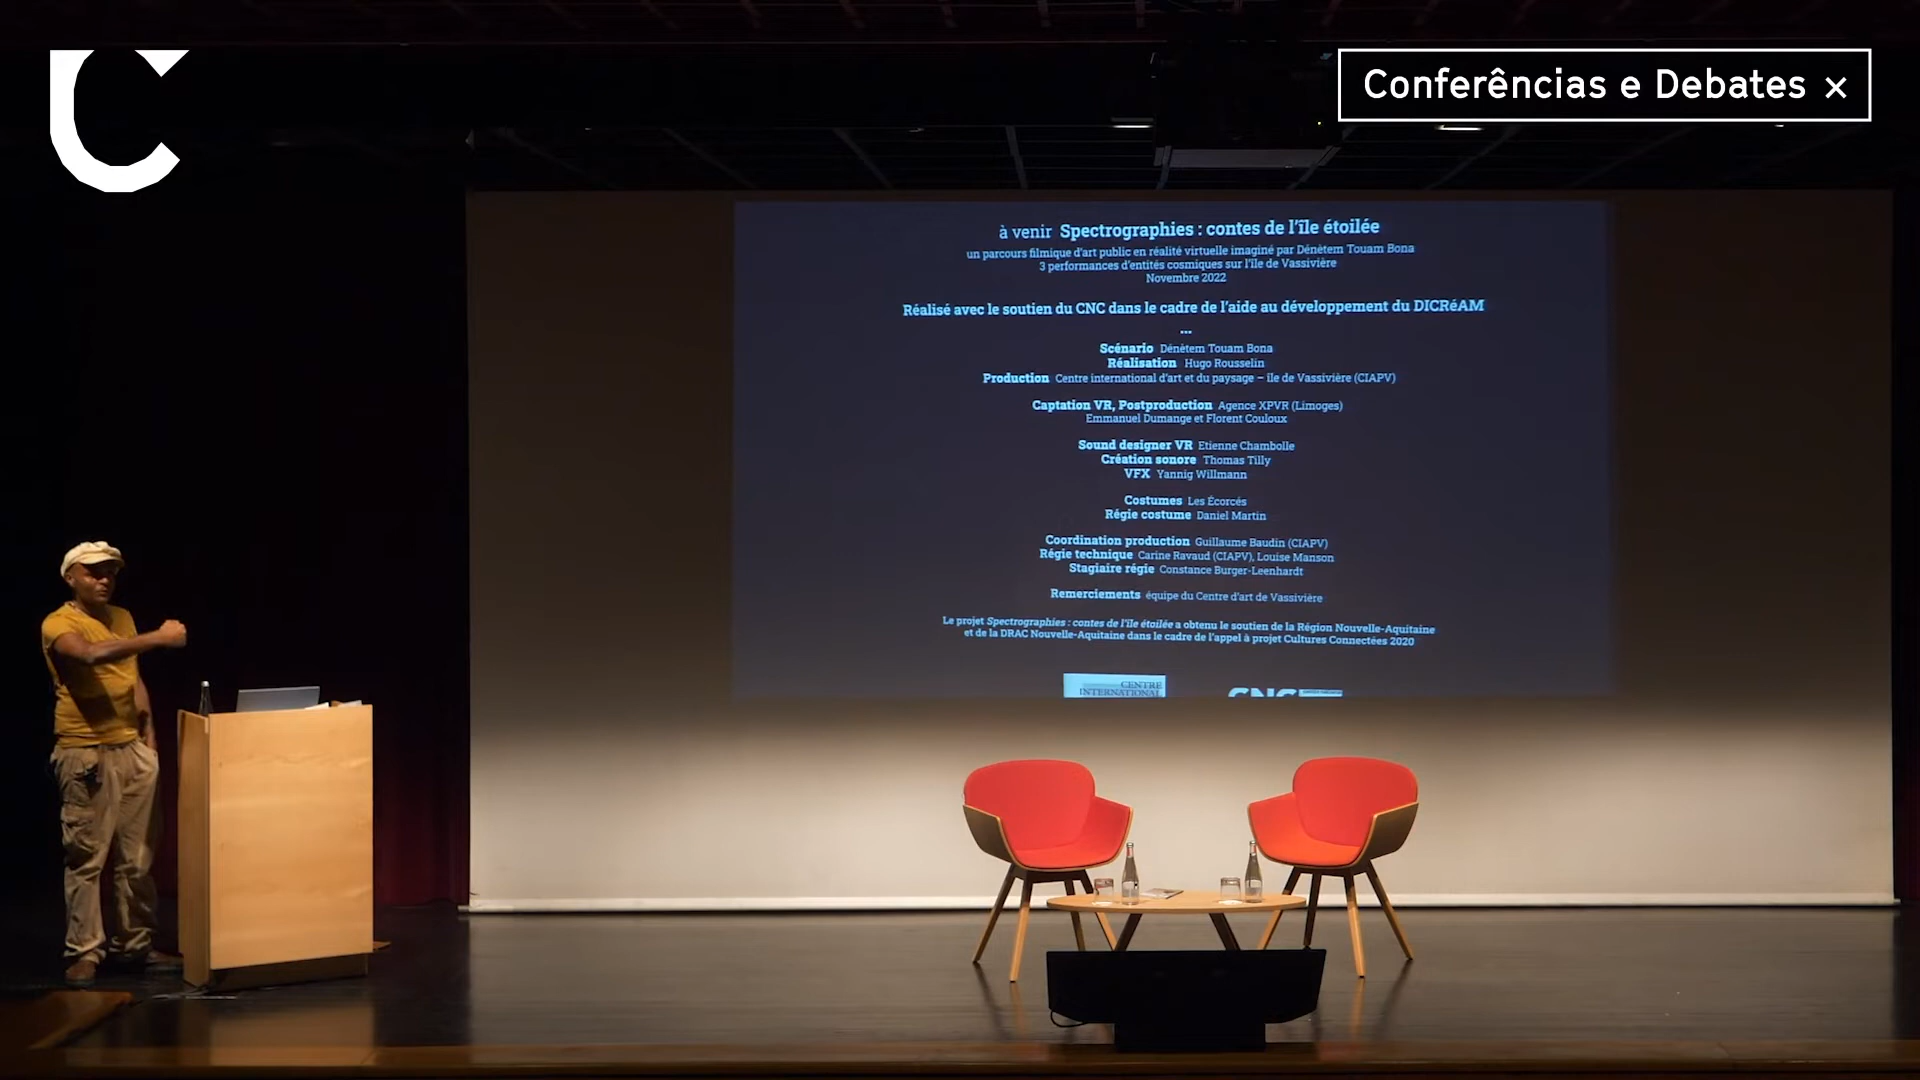 Conferências e Debates ×
à venir Spectrographies : contes de l'île étoilée
un parcours filmique d'art public en réalité virtuelle imaginé par Dénètem Touam Bona
3 performances d'entités cosmiques sur l'île de Vassivière
Novembre 2022
Réalisé avec le soutien du CNC dans le cadre de l'aide au développement du DICRéAM
...
Scénario Dénètem Touam Bona
Réalisation Hugo Rousselin
Production Centre international d'art et du paysage – île de Vassivière (CIAPV)
Captation VR, Postproduction Agence XPVR (Limoges)
Emmanuel Dumange et Florent Couloux
Sound designer VR Etienne Chambolle
Création sonore Thomas Tilly
VFX Yannig Willmann
Costumes Les Écorcés
Régie costume Daniel Martin
Coordination production Guillaume Baudin (CIAPV)
Régie technique Carine Ravaud (CIAPV), Louise Manson
Stagiaire régie Constance Burger-Leenhardt
Remerciements équipe du Centre d'art de Vassivière
Le projet Spectrographies : contes de l'île étoilée a obtenu le soutien de la Région Nouvelle-Aquitaine
et de la DRAC Nouvelle-Aquitaine dans le cadre de l'appel à projet Cultures Connectées 2020
CENTRE
INTERNATIONAL
CNC